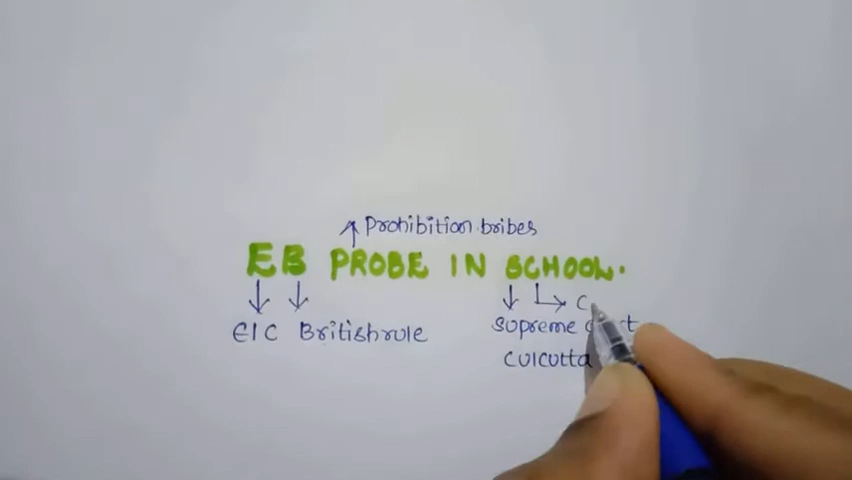 Prohibition bribes
EB PROBE IN SCHOOL.
C
EIC Britishrule Supreme
Culcutta